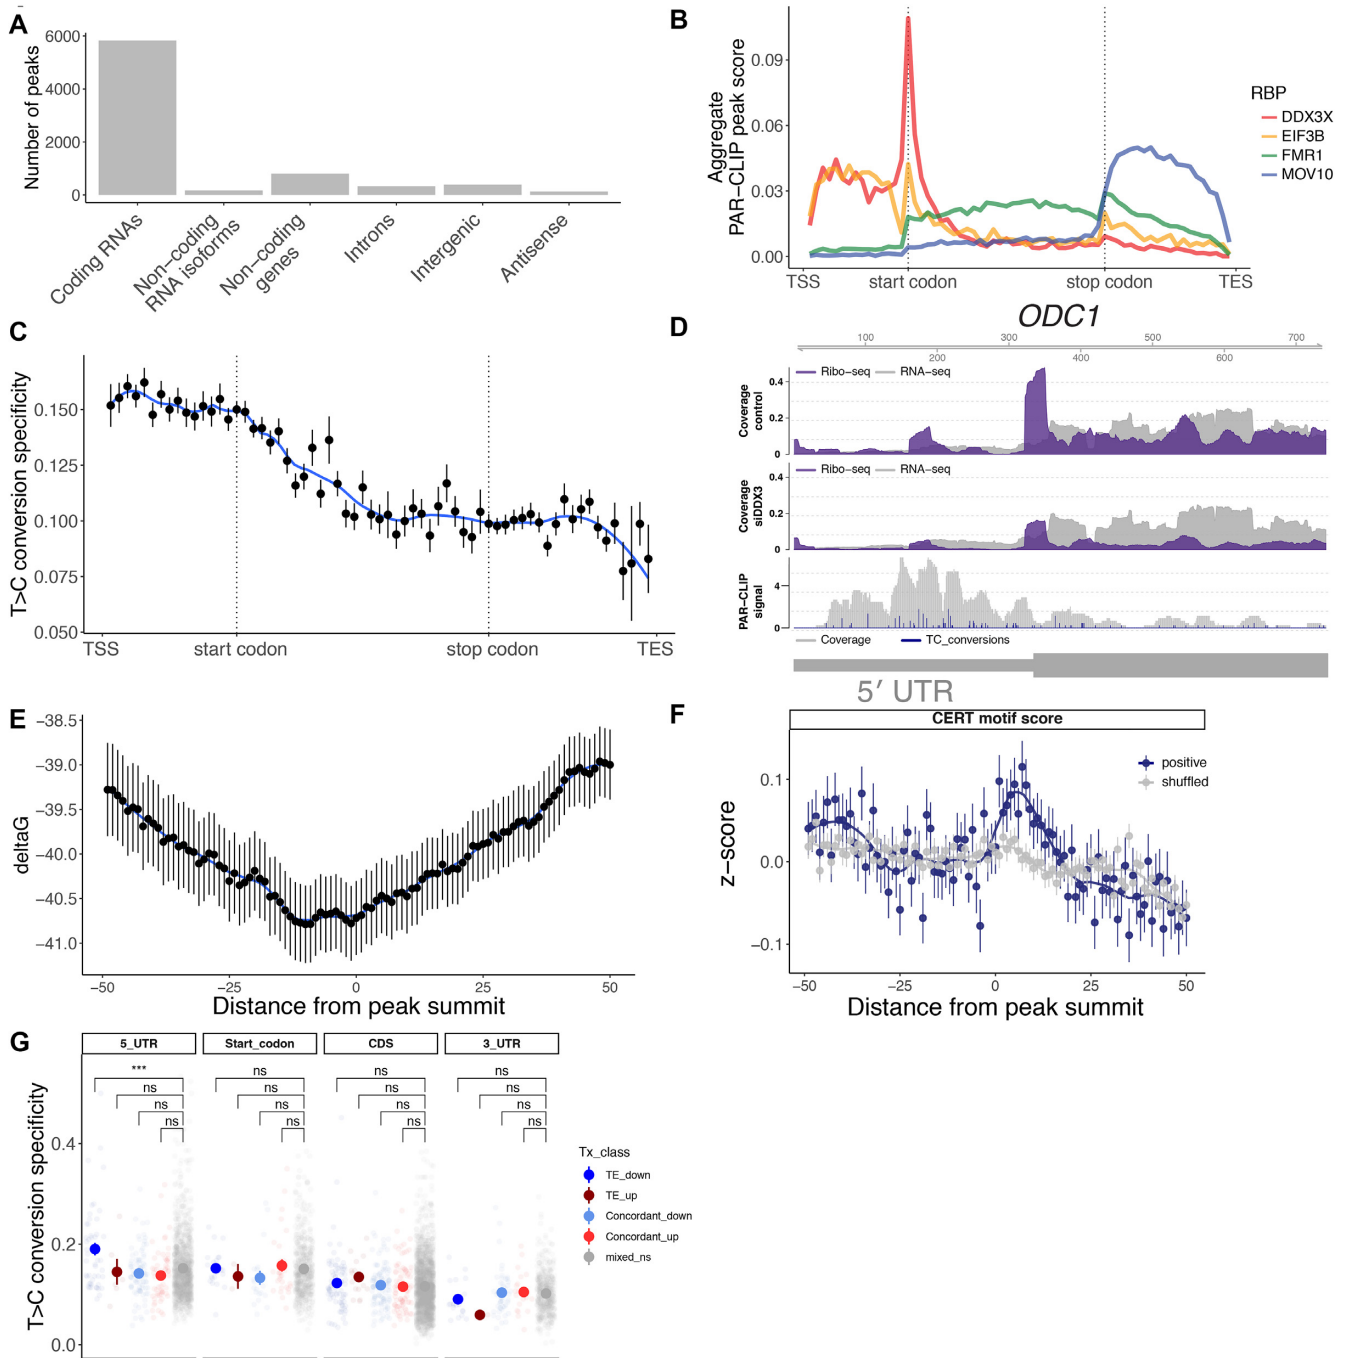 A
Number of peaks
6000
4000
2000
0
Coding RNAs
Non−coding
RNA isoforms
Non−coding
genes
Introns
Intergenic
Antisense
B
Aggregate
PAR−CLIP peak score
0.09
0.06
0.03
0.00
TSS
start codon
stop codon
TES
RBP
DDX3X
EIF3B
FMR1
MOV10
C
T>C conversion specificity
0.150
0.125
0.100
0.075
0.050
TSS
start codon
stop codon
TES
D
ODC1
100
300
500
700
200
400
600
Coverage
control
0.4
0.2
0
Ribo−seq
RNA−seq
Coverage
siDDX3
0.4
0.2
0
Ribo−seq
RNA−seq
PAR−CLIP
signal
4
0
Coverage
TC_conversions
5′ UTR
E
deltaG
−38.5
−39.0
−39.5
−40.0
−40.5
−41.0
−50
−25
0
25
50
Distance from peak summit
F
CERT motif score
z−score
0.1
0.0
−0.1
positive
shuffled
−50
−25
0
25
50
Distance from peak summit
G
T>C conversion specificity
0.4
0.2
0.0
5_UTR
***
ns
ns
ns
Start_codon
ns
ns
ns
ns
CDS
ns
ns
ns
ns
3_UTR
ns
ns
ns
ns
Tx_class
TE_down
TE_up
Concordant_down
Concordant_up
mixed_ns